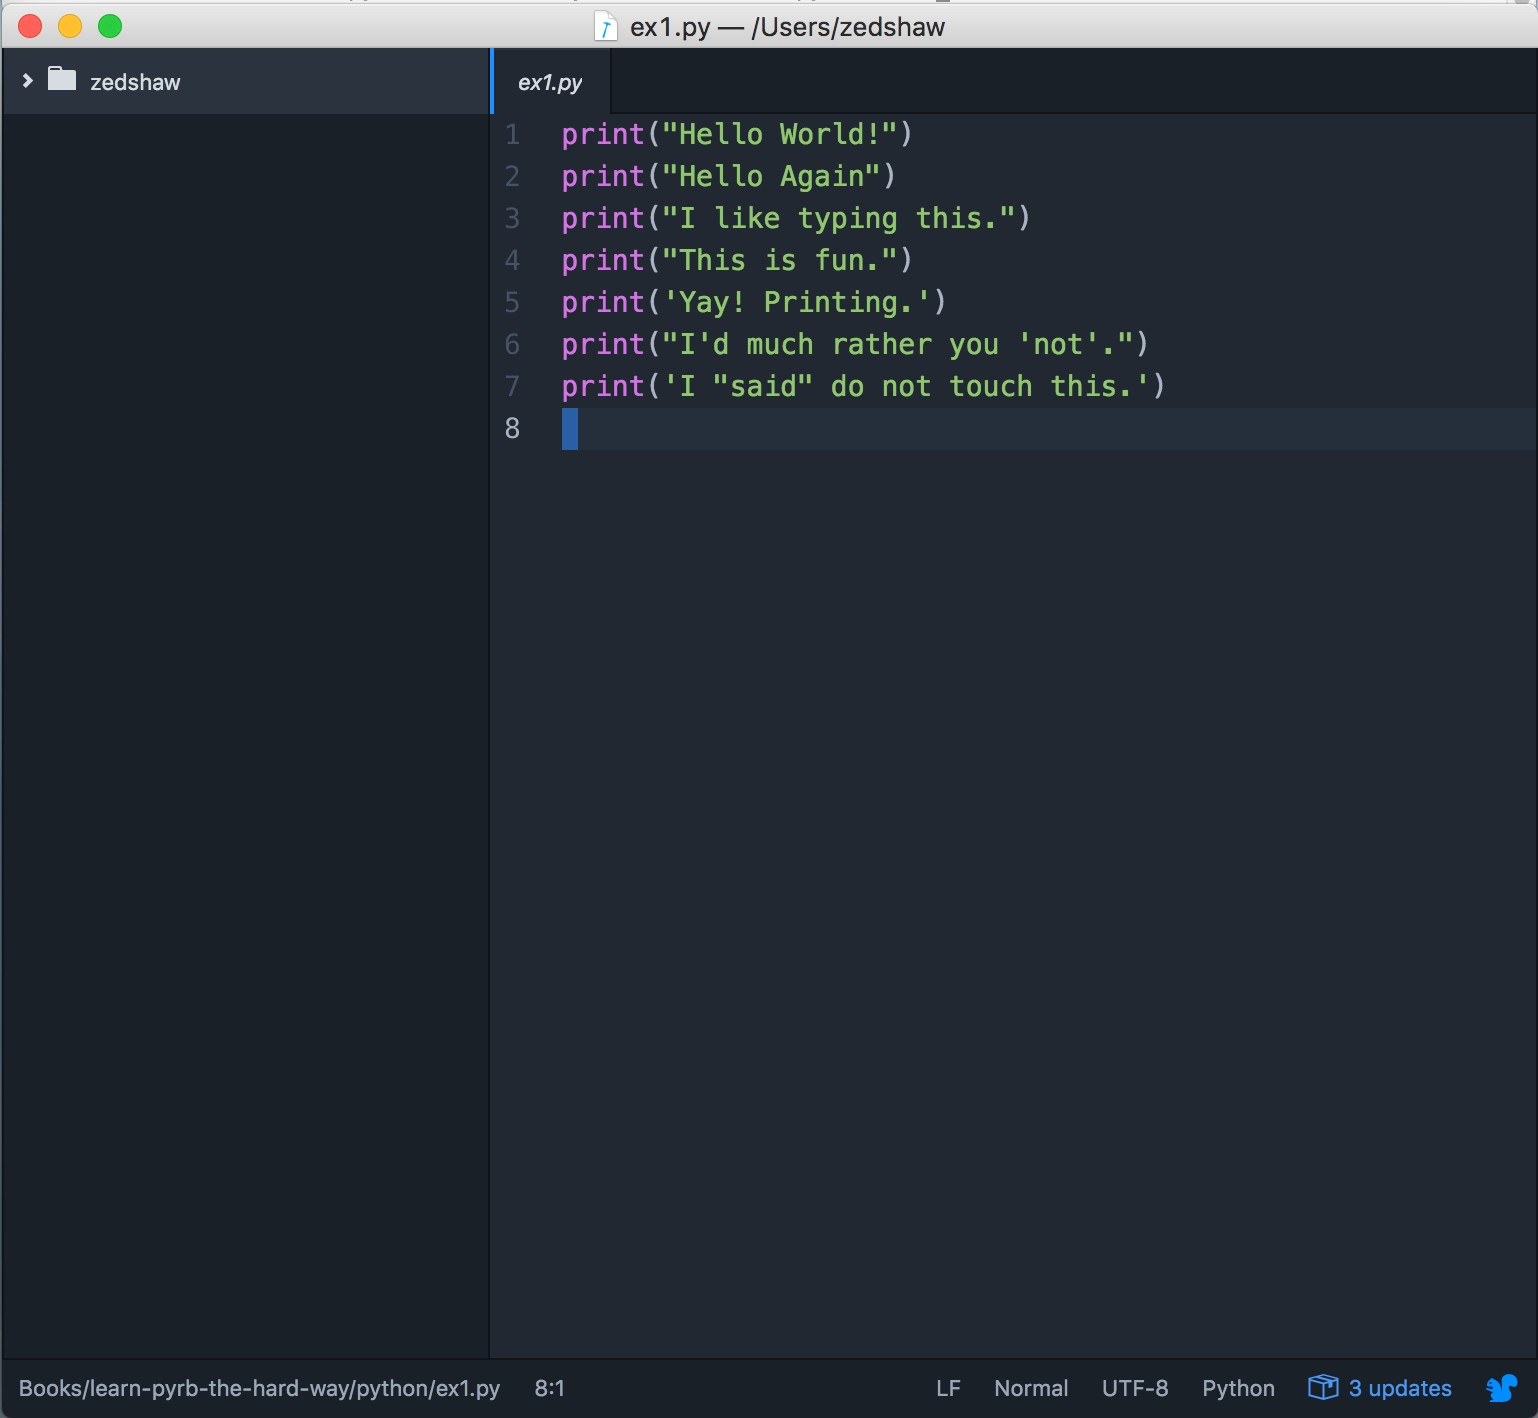 ex1.py — /Users/zedshaw
zedshaw
ex1.py
1 print("Hello World!")
2 print("Hello Again")
3 print("I like typing this.")
4 print("This is fun.")
5 print('Yay! Printing.')
6 print("I'd much rather you 'not'.")
7 print('I "said" do not touch this.')
8
Books/learn-pyrb-the-hard-way/python/ex1.py 8:1 LF Normal UTF-8 Python 3 updates